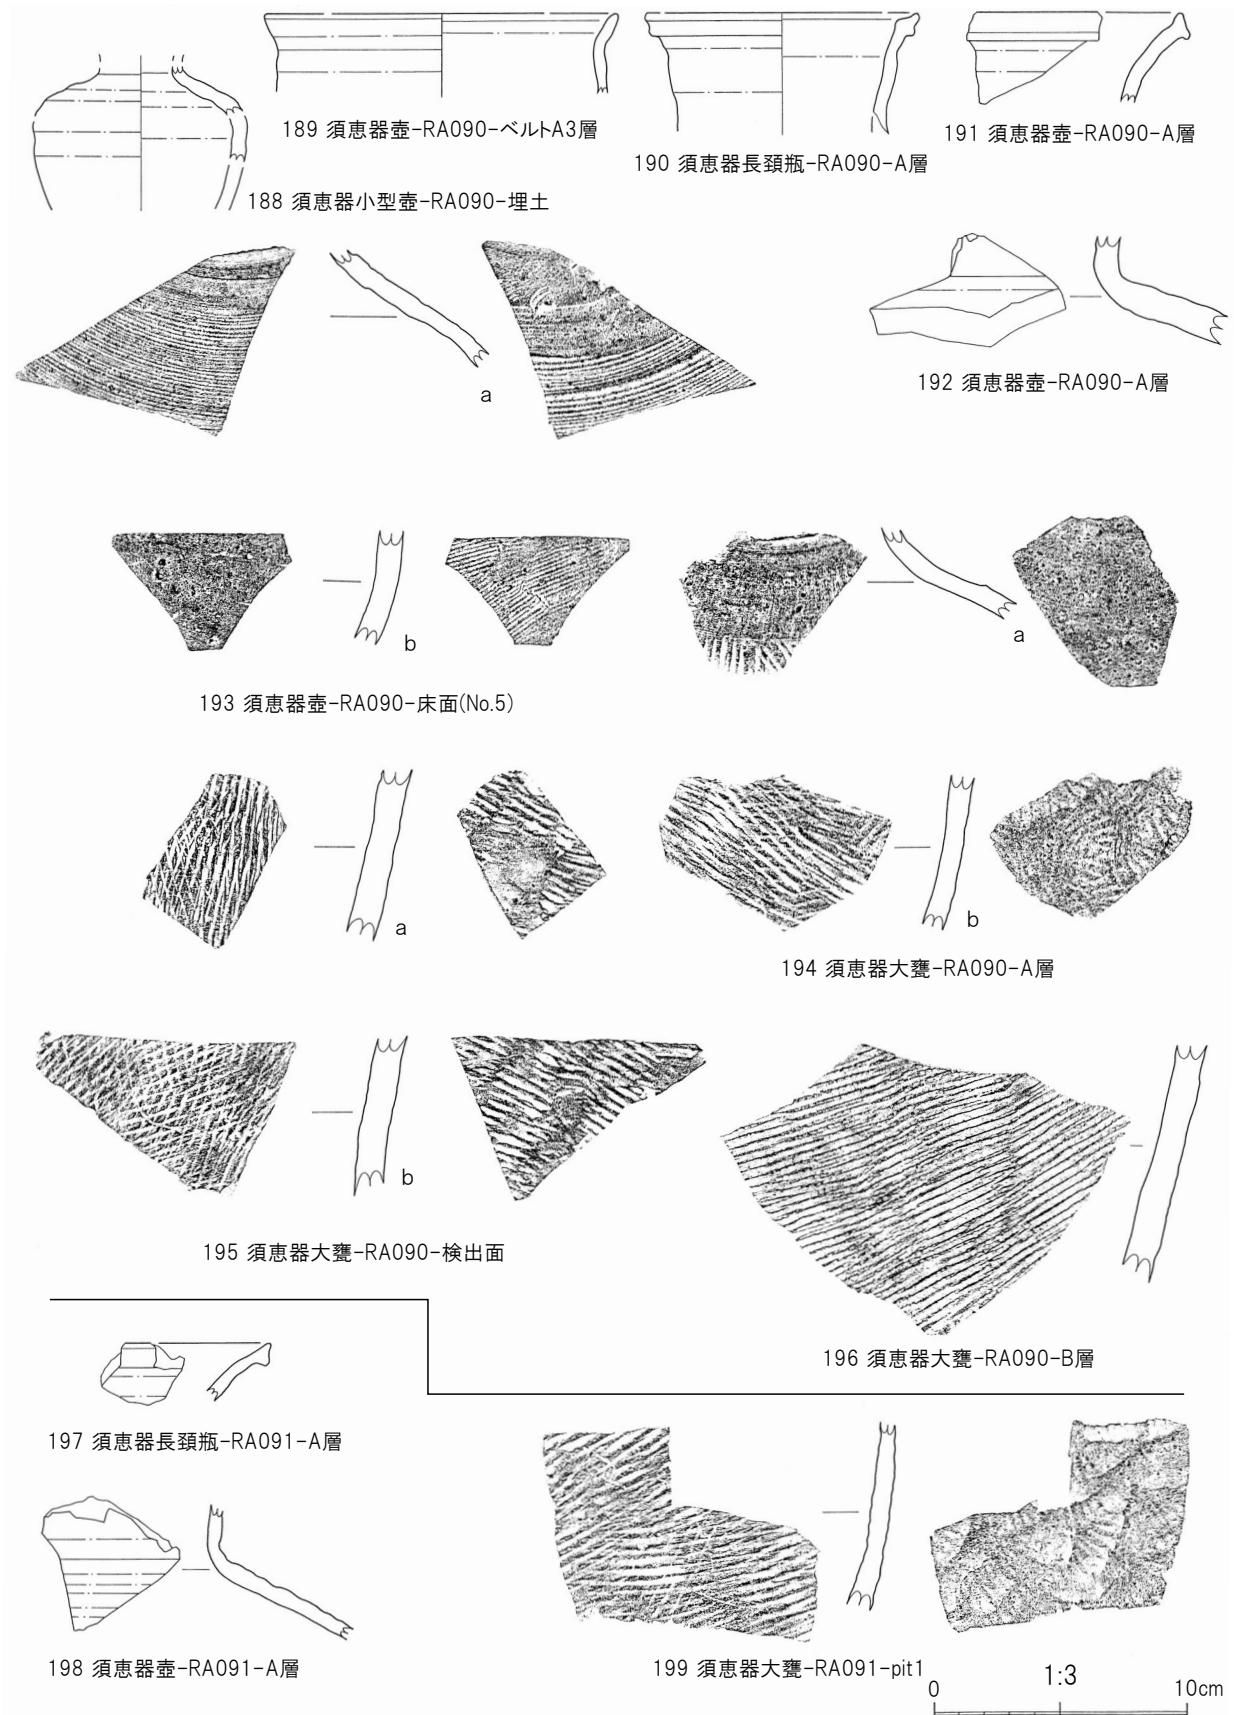 189 須恵器壺-RA090-ベルトA3層
191 須恵器壺-RA090-A層
190 須恵器長頚瓶-RA090-A層
188 須恵器小型壺-RA090-埋土
a
192 須恵器壺-RA090-A層
b
a
193 須恵器壺-RA090-床面(No.5)
a
b
194 須恵器大甕-RA090-A層
b
195 須恵器大甕-RA090-検出面
196 須恵器大甕-RA090-B層
197 須恵器長頚瓶-RA091-A層
198 須恵器壺-RA091-A層
199 須恵器大甕-RA091-pit1
1:3
0 10cm